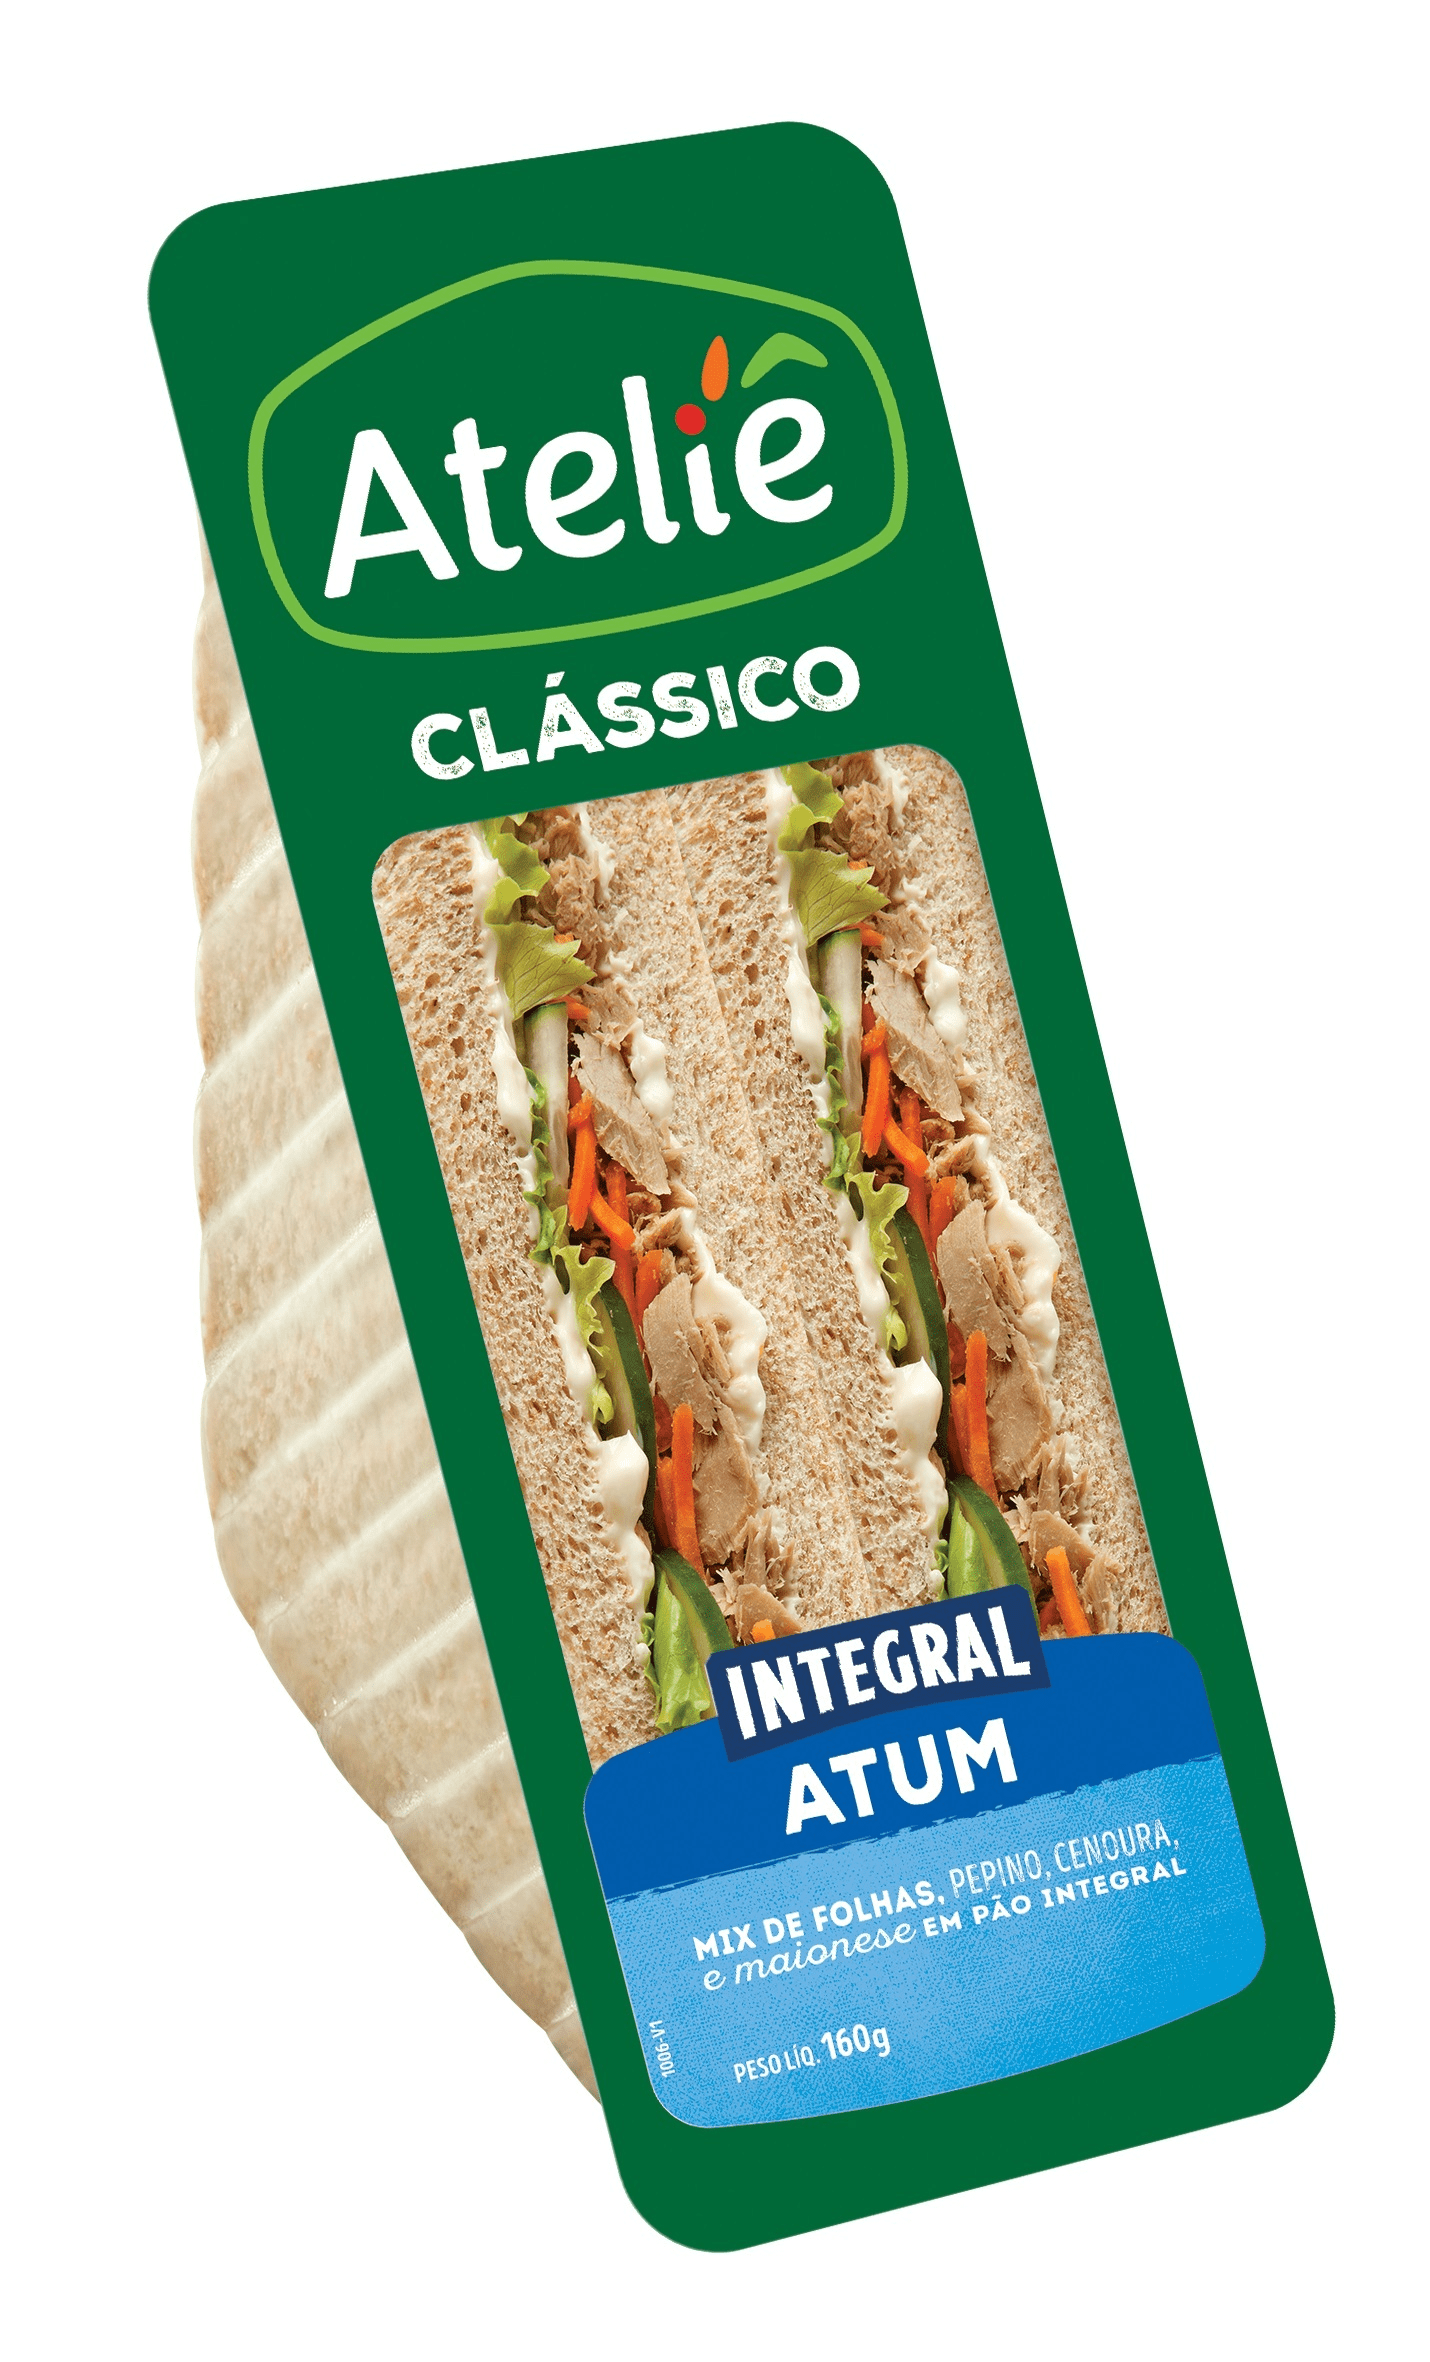 Ateliê
CLÁSSICO
INTEGRAL
ATUM
MIX DE FOLHAS, PEPINO, CENOURA,
e maionese EM PÃO INTEGRAL
PESO LÍQ. 160g
1006-V1